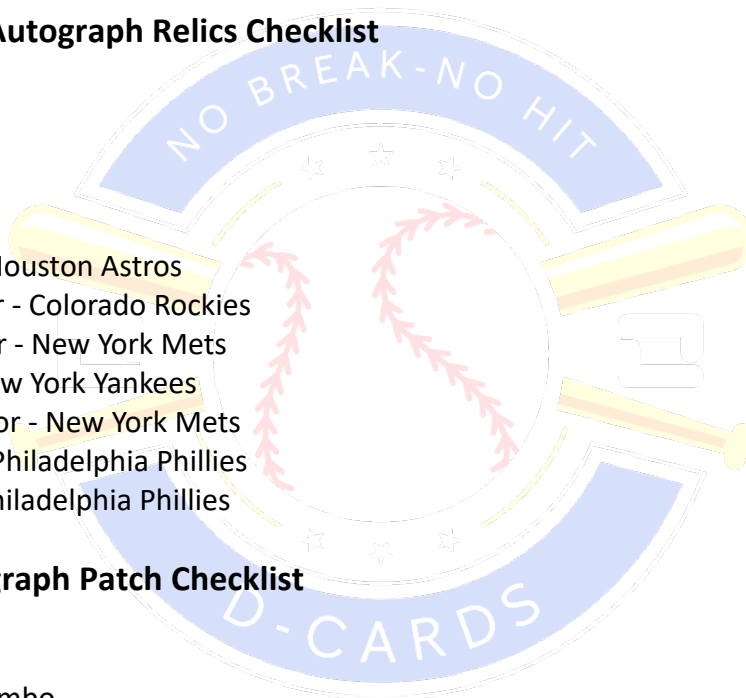 Autograph Relics Checklist
NO BREAK-NO HIT
Houston Astros
r - Colorado Rockies
r - New York Mets
w York Yankees
or - New York Mets
Philadelphia Phillies
hiladelphia Phillies
graph Patch Checklist
D-CARDS